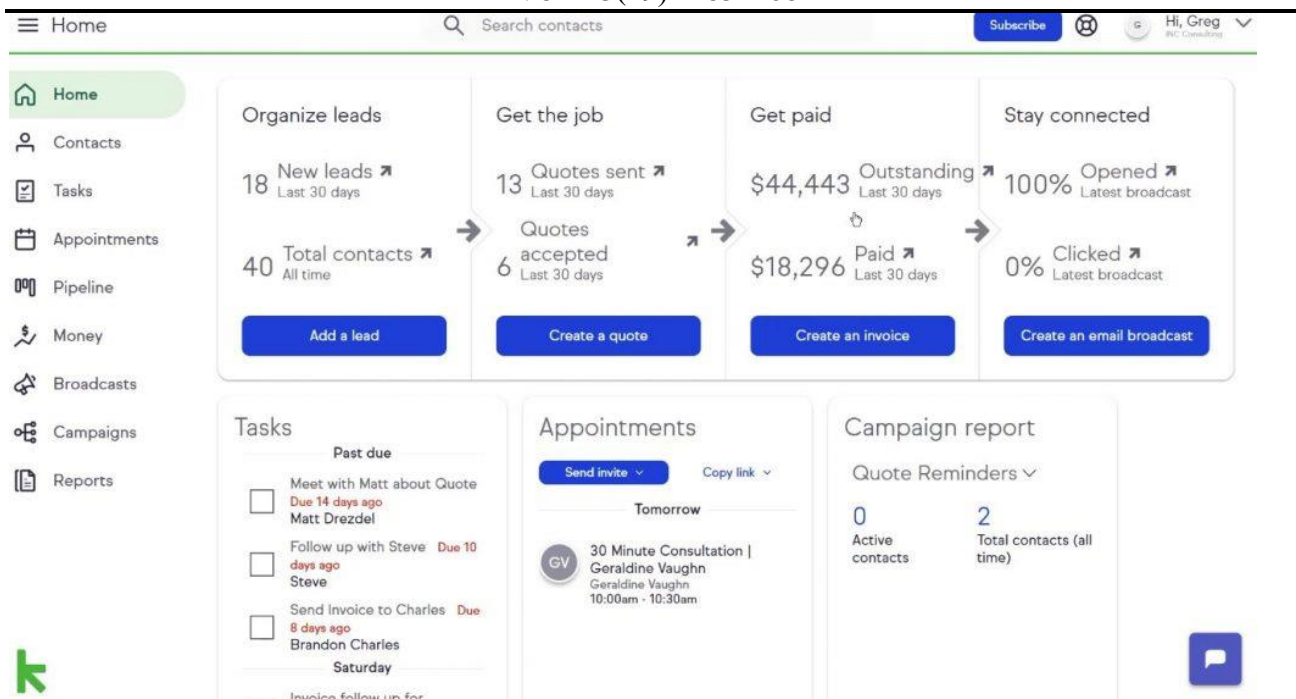 Home
Search contacts
Subscribe
G
Hi, Greg
INC Consulting
Home
Contacts
Tasks
Appointments
Pipeline
Money
Broadcasts
Campaigns
Reports
Organize leads
18 New leads
Last 30 days
40 Total contacts
All time
Add a lead
Get the job
13 Quotes sent
Last 30 days
Quotes
6 accepted
Last 30 days
Create a quote
Get paid
$44,443 Outstanding
Last 30 days
$18,296 Paid
Last 30 days
Create an invoice
Stay connected
100% Opened
Latest broadcast
0% Clicked
Latest broadcast
Create an email broadcast
Tasks
Past due
Meet with Matt about Quote
Due 14 days ago
Matt Drezdel
Follow up with Steve Due 10
days ago
Steve
Send Invoice to Charles Due
8 days ago
Brandon Charles
Saturday
Invoice follow up for
Appointments
Send invite
Copy link
Tomorrow
GV
30 Minute Consultation |
Geraldine Vaughn
Geraldine Vaughn
10:00am - 10:30am
Campaign report
Quote Reminders
0
Active
contacts
2
Total contacts (all
time)
k